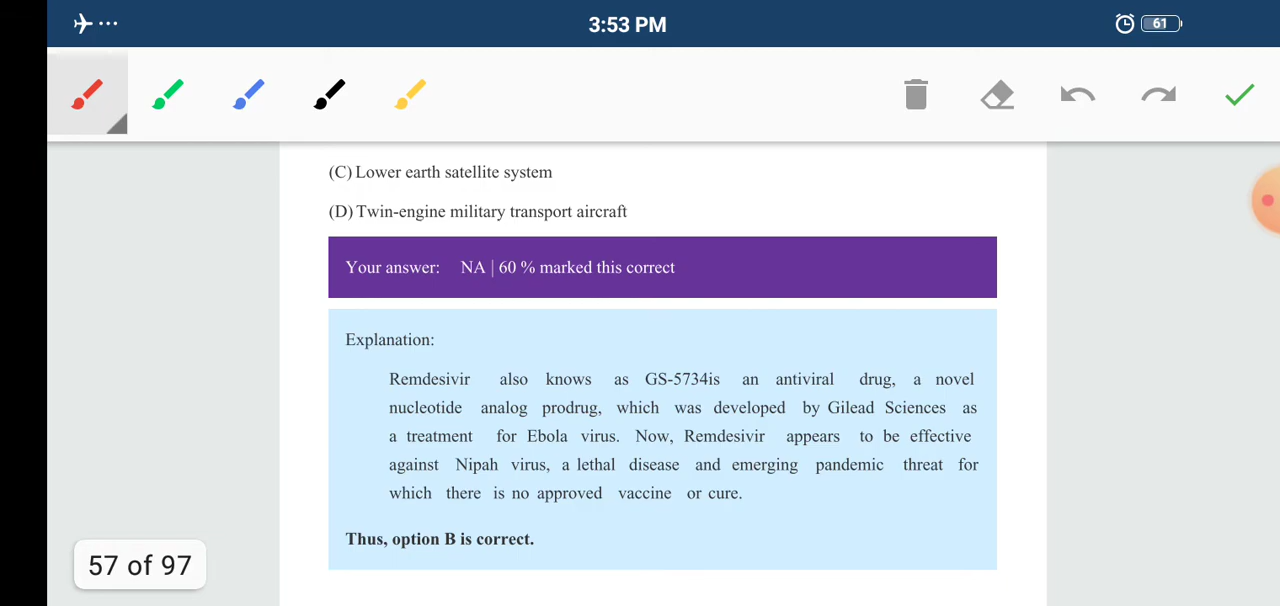 3:53 PM
61
(C) Lower earth satellite system
(D) Twin-engine military transport aircraft
Your answer: NA | 60 % marked this correct
Explanation:
Remdesivir also knows as GS-5734is an antiviral drug, a novel
nucleotide analog prodrug, which was developed by Gilead Sciences as
a treatment for Ebola virus. Now, Remdesivir appears to be effective
against Nipah virus, a lethal disease and emerging pandemic threat for
which there is no approved vaccine or cure.
Thus, option B is correct.
57 of 97